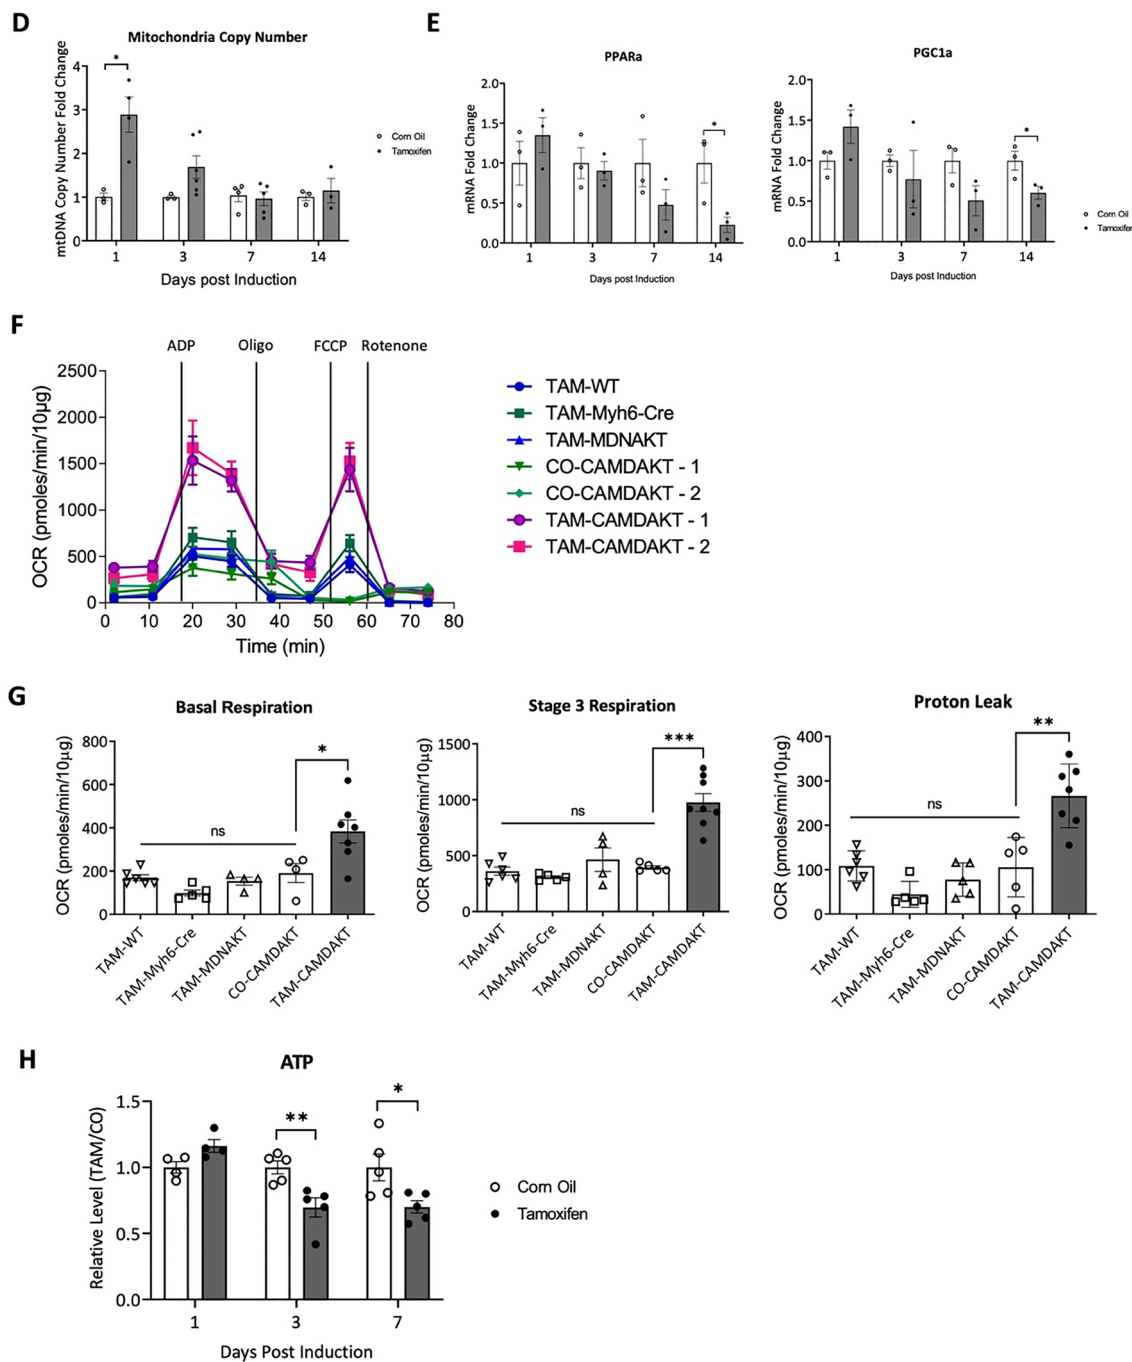 D
Mitochondria Copy Number
mtDNA Copy Number Fold Change
4
3
2
1
0
*
1 3 7 14
Days post Induction
Corn Oil
Tamoxifen
E
PPARa
mRNA Fold Change
2.0
1.5
1.0
0.5
0.0
*
1 3 7 14
Days post Induction
PGC1a
mRNA Fold Change
2.0
1.5
1.0
0.5
0.0
*
1 3 7 14
Days post Induction
Corn Oil
Tamoxifen
F
ADP Oligo FCCP Rotenone
OCR (pmoles/min/10µg)
2500
2000
1500
1000
500
0
0 10 20 30 40 50 60 70 80
Time (min)
TAM-WT
TAM-Myh6-Cre
TAM-MDNAKT
CO-CAMDAKT - 1
CO-CAMDAKT - 2
TAM-CAMDAKT - 1
TAM-CAMDAKT - 2
G
Basal Respiration
OCR (pmoles/min/10µg)
800
600
400
200
0
ns
*
TAM-WT
TAM-Myh6-Cre
TAM-MDNAKT
CO-CAMDAKT
TAM-CAMDAKT
Stage 3 Respiration
OCR (pmoles/min/10µg)
1500
1000
500
0
ns
***
TAM-WT
TAM-Myh6-Cre
TAM-MDNAKT
CO-CAMDAKT
TAM-CAMDAKT
Proton Leak
OCR (pmoles/min/10µg)
400
300
200
100
0
ns
**
TAM-WT
TAM-Myh6-Cre
TAM-MDNAKT
CO-CAMDAKT
TAM-CAMDAKT
H
ATP
Relative Level (TAM/CO)
1.5
1.0
0.5
0.0
**
*
1 3 7
Days Post Induction
Corn Oil
Tamoxifen